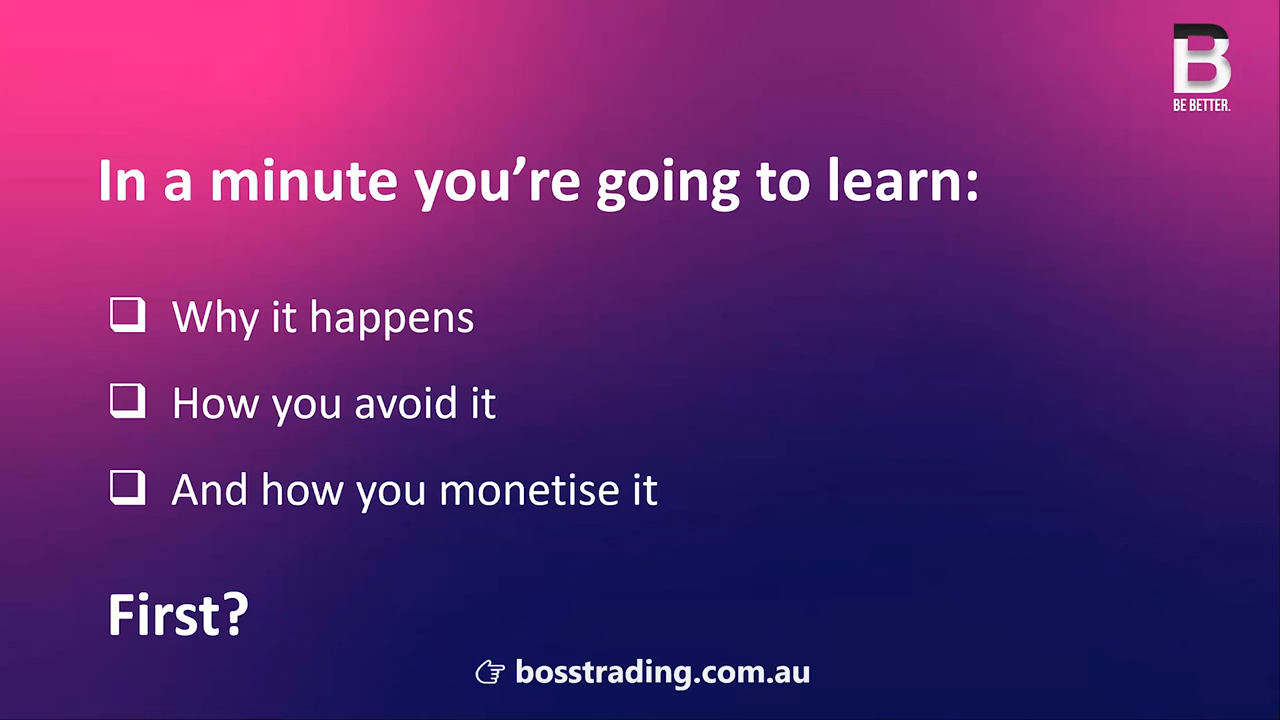 B
BE BETTER.
In a minute you’re going to learn:
❑ Why it happens
❑ How you avoid it
❑ And how you monetise it
First?
☞ bosstrading.com.au